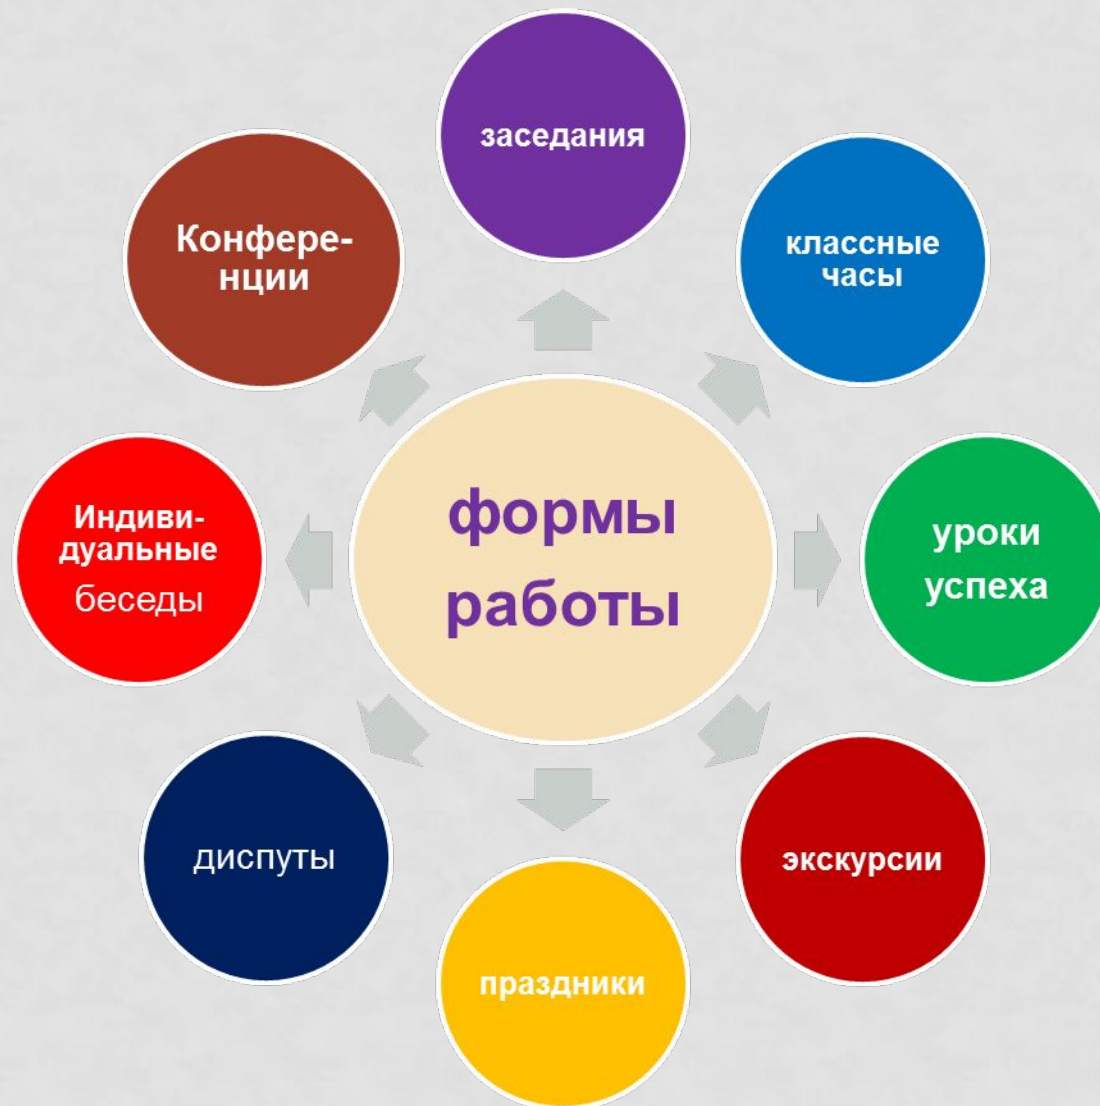 заседания
Конфере-
нции
классные
часы
формы
работы
Индиви-
дуальные
беседы
уроки
успеха
диспуты
экскурсии
праздники